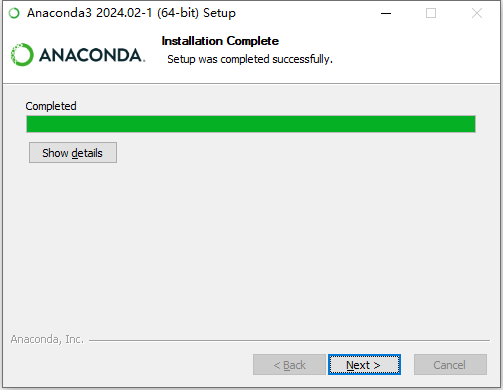 Anaconda3 2024.02-1 (64-bit) Setup
ANACONDA.
Installation Complete
Setup was completed successfully.
Completed
Show details
Anaconda, Inc.
< Back
Next >
Cancel